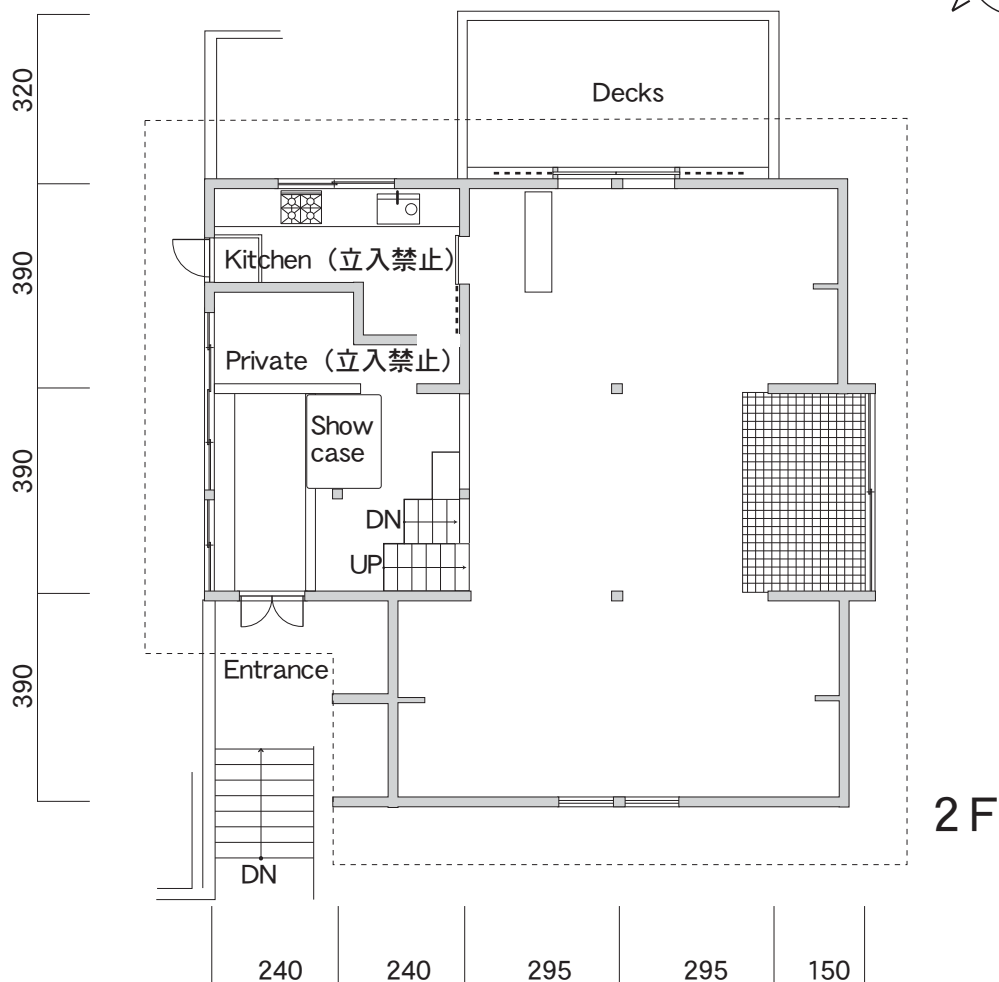 320
Decks
390
Kitchen（立入禁止）
Private（立入禁止）
Show
case
390
DN
UP
Entrance
390
2F
DN
240
240
295
295
150